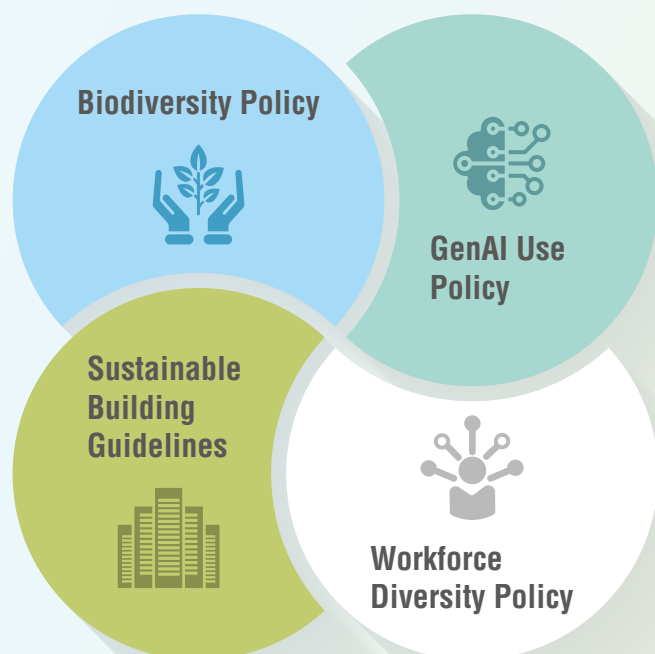 Biodiversity Policy
GenAI Use
Policy
Sustainable
Building
Guidelines
Workforce
Diversity Policy